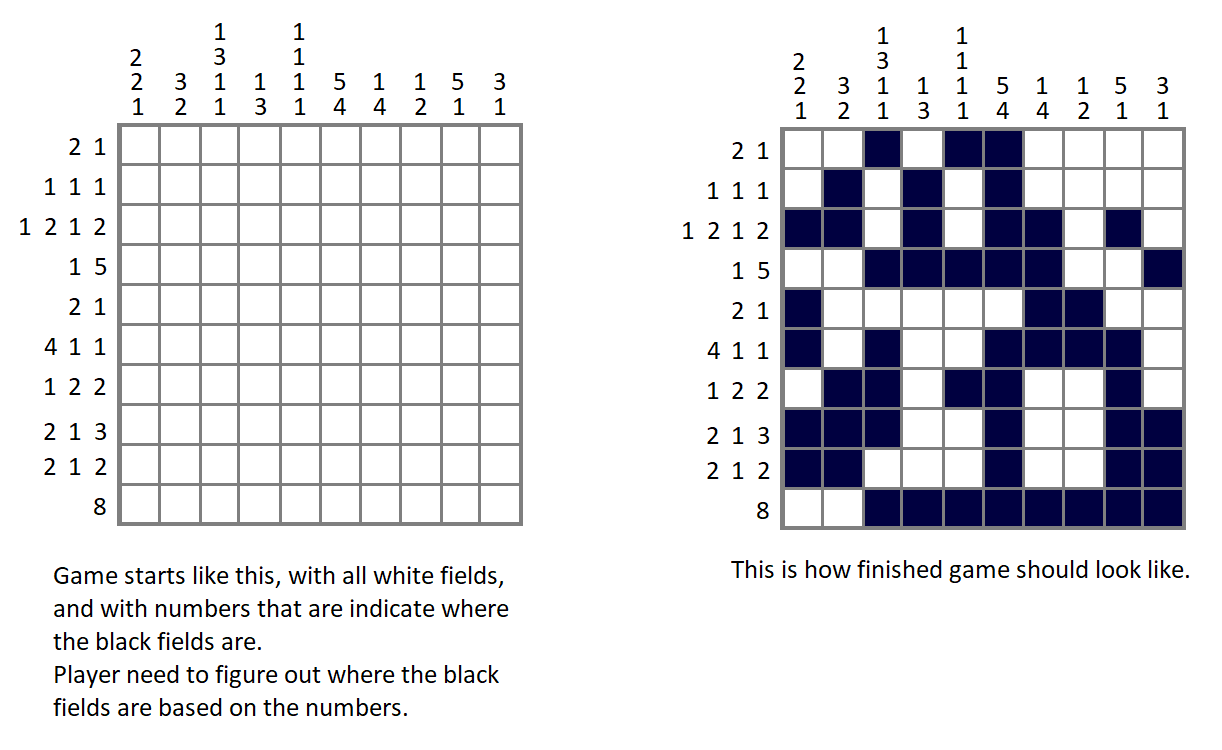 1 1
2 3 1
2 3 1 1 1 5 1 1 5 3
1 2 1 3 1 4 4 2 1 1
2 1
1 1 1
1 2 1 2
1 5
2 1
4 1 1
1 2 2
2 1 3
2 1 2
8
Game starts like this, with all white fields,
and with numbers that are indicate where
the black fields are.
Player need to figure out where the black
fields are based on the numbers.
1 1
2 3 1
2 3 1 1 1 5 1 1 5 3
1 2 1 3 1 4 4 2 1 1
2 1
1 1 1
1 2 1 2
1 5
2 1
4 1 1
1 2 2
2 1 3
2 1 2
8
This is how finished game should look like.